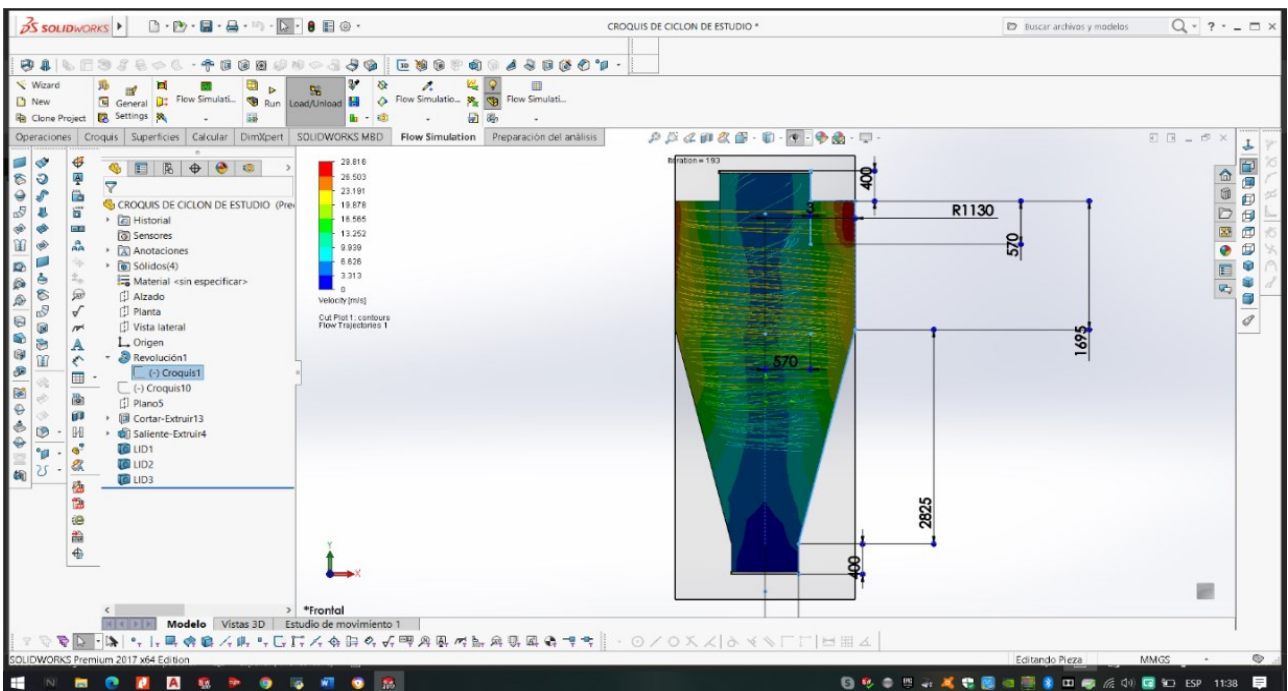 SOLIDWORKS
CROQUIS DE CICLON DE ESTUDIO *
Buscar archivos y modelos
Wizard
New
Clone Project
General
Settings
Flow Simulati...
Run
Load/Unload
Flow Simulatio...
Flow Simulati...
Operaciones
Croquis
Superficies
Calcular
DimXpert
SOLIDWORKS MBD
Flow Simulation
Preparación del análisis
CROQUIS DE CICLON DE ESTUDIO (Pre
Historial
Sensores
Anotaciones
Sólidos(4)
Material <sin especificar>
Alzado
Planta
Vista lateral
Origen
Revolución1
(-) Croquis1
(-) Croquis10
Plano5
Cortar-Extruir13
Saliente-Extruir4
LID1
LID2
LID3
29.816
26.503
23.191
19.878
16.565
13.252
9.939
6.626
3.313
0
Velocity [m/s]
Cut Plot 1: contours
Flow Trajectories 1
Iteration = 193
400
3
R1130
570
1695
570
2825
400
Y
X
*Frontal
Modelo
Vistas 3D
Estudio de movimiento 1
SOLIDWORKS Premium 2017 x64 Edition
Editando Pieza
MMGS
ESP
11:38